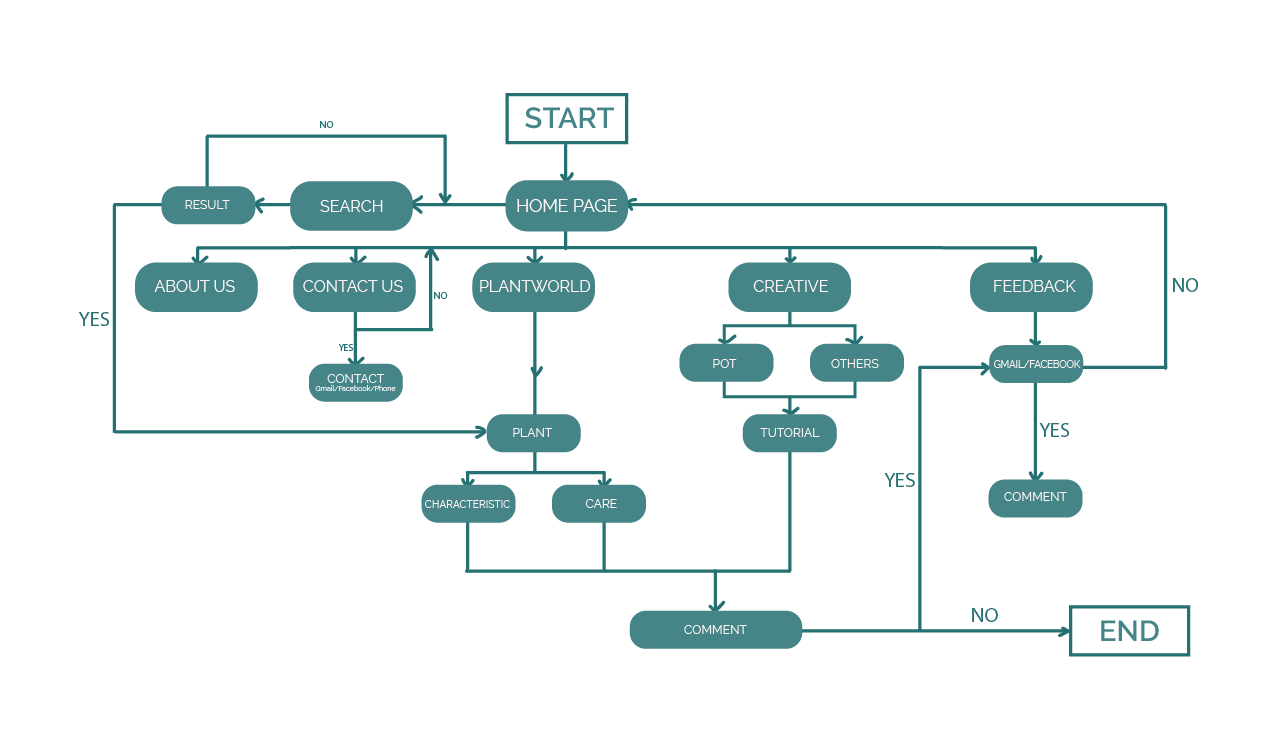 START
NO
RESULT
SEARCH
HOME PAGE
ABOUT US
CONTACT US
PLANTWORLD
CREATIVE
FEEDBACK
NO
NO
YES
YES
POT
OTHERS
GMAIL/FACEBOOK
CONTACT
Gmail/Facebook/Phone
PLANT
TUTORIAL
YES
YES
CHARACTERISTIC
CARE
COMMENT
NO
COMMENT
END